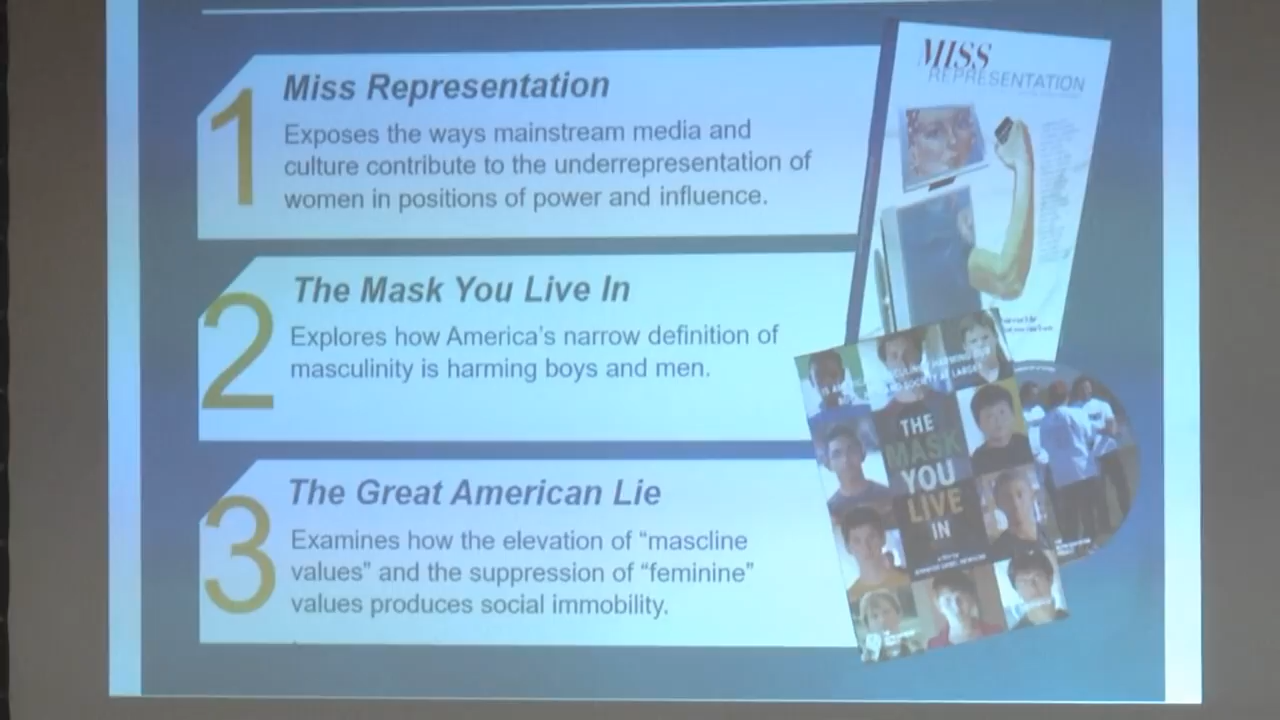 1
Miss Representation
Exposes the ways mainstream media and
culture contribute to the underrepresentation of
women in positions of power and influence.
2
The Mask You Live In
Explores how America's narrow definition of
masculinity is harming boys and men.
3
The Great American Lie
Examines how the elevation of “mascline
values” and the suppression of “feminine”
values produces social immobility.
MISS
REPRESENTATION
THE
MASK
YOU
LIVE
IN